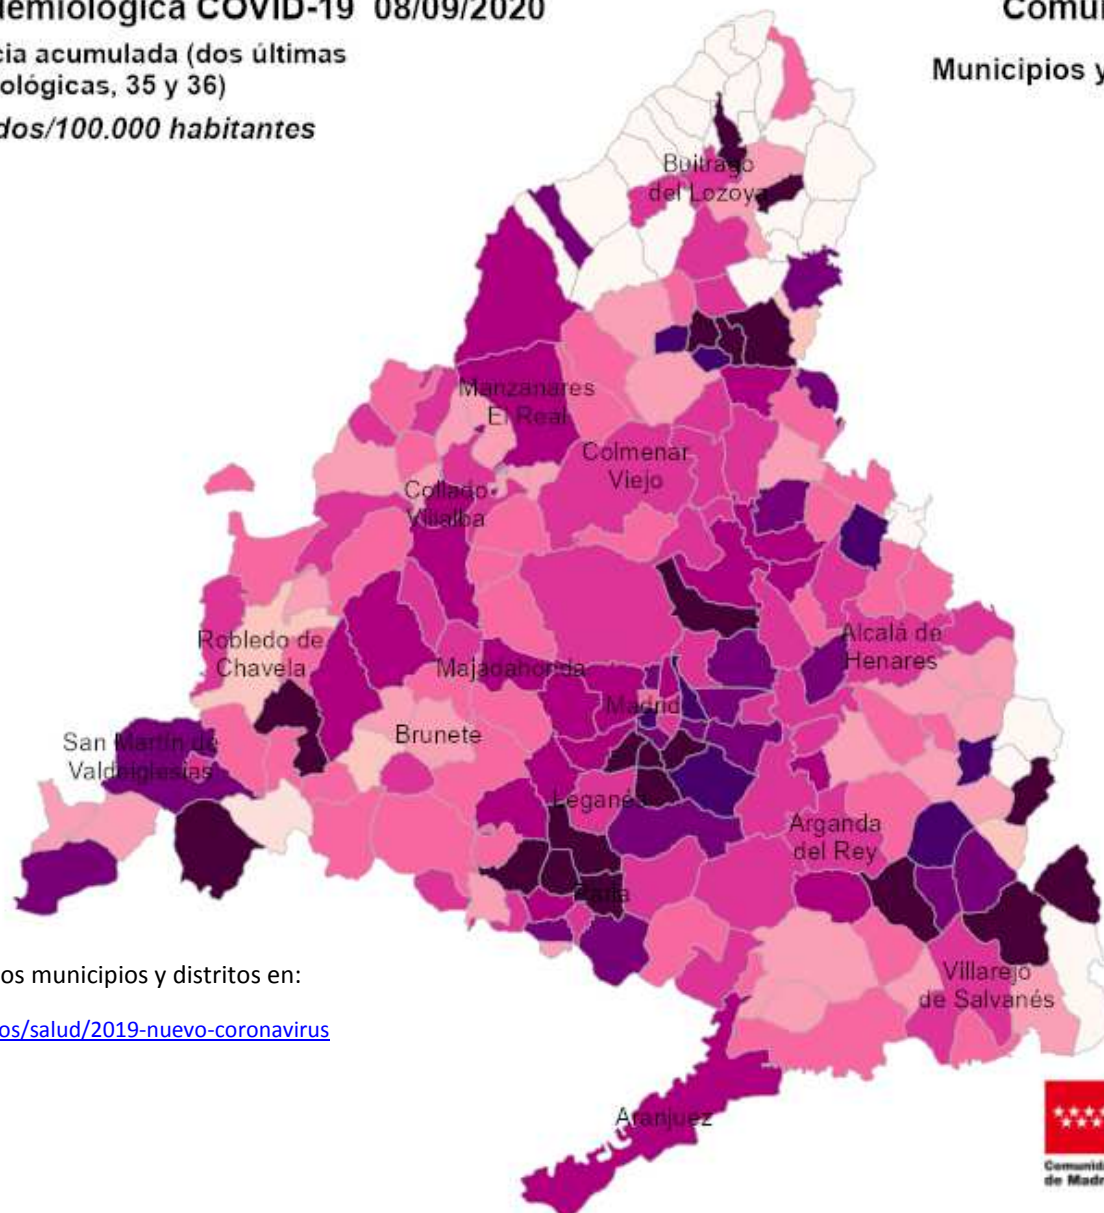 demiológica COVID-19 08/09/2020
cia acumulada (dos últimas
ológicas, 35 y 36)
dos/100.000 habitantes
Comu
Municipios y
Buitrago
del Lozoya
Manzanares
El Real
Colmenar
Viejo
Collado
Villalba
Robledo de
Chavela
Majadahonda
Alcalá de
Henares
Madrid
Brunete
San Martín de
Valdeiglesias
Leganés
Arganda
del Rey
Parla
Villarejo
de Salvanés
os municipios y distritos en:
os/salud/2019-nuevo-coronavirus
Aranjuez
Comunid
de Madr